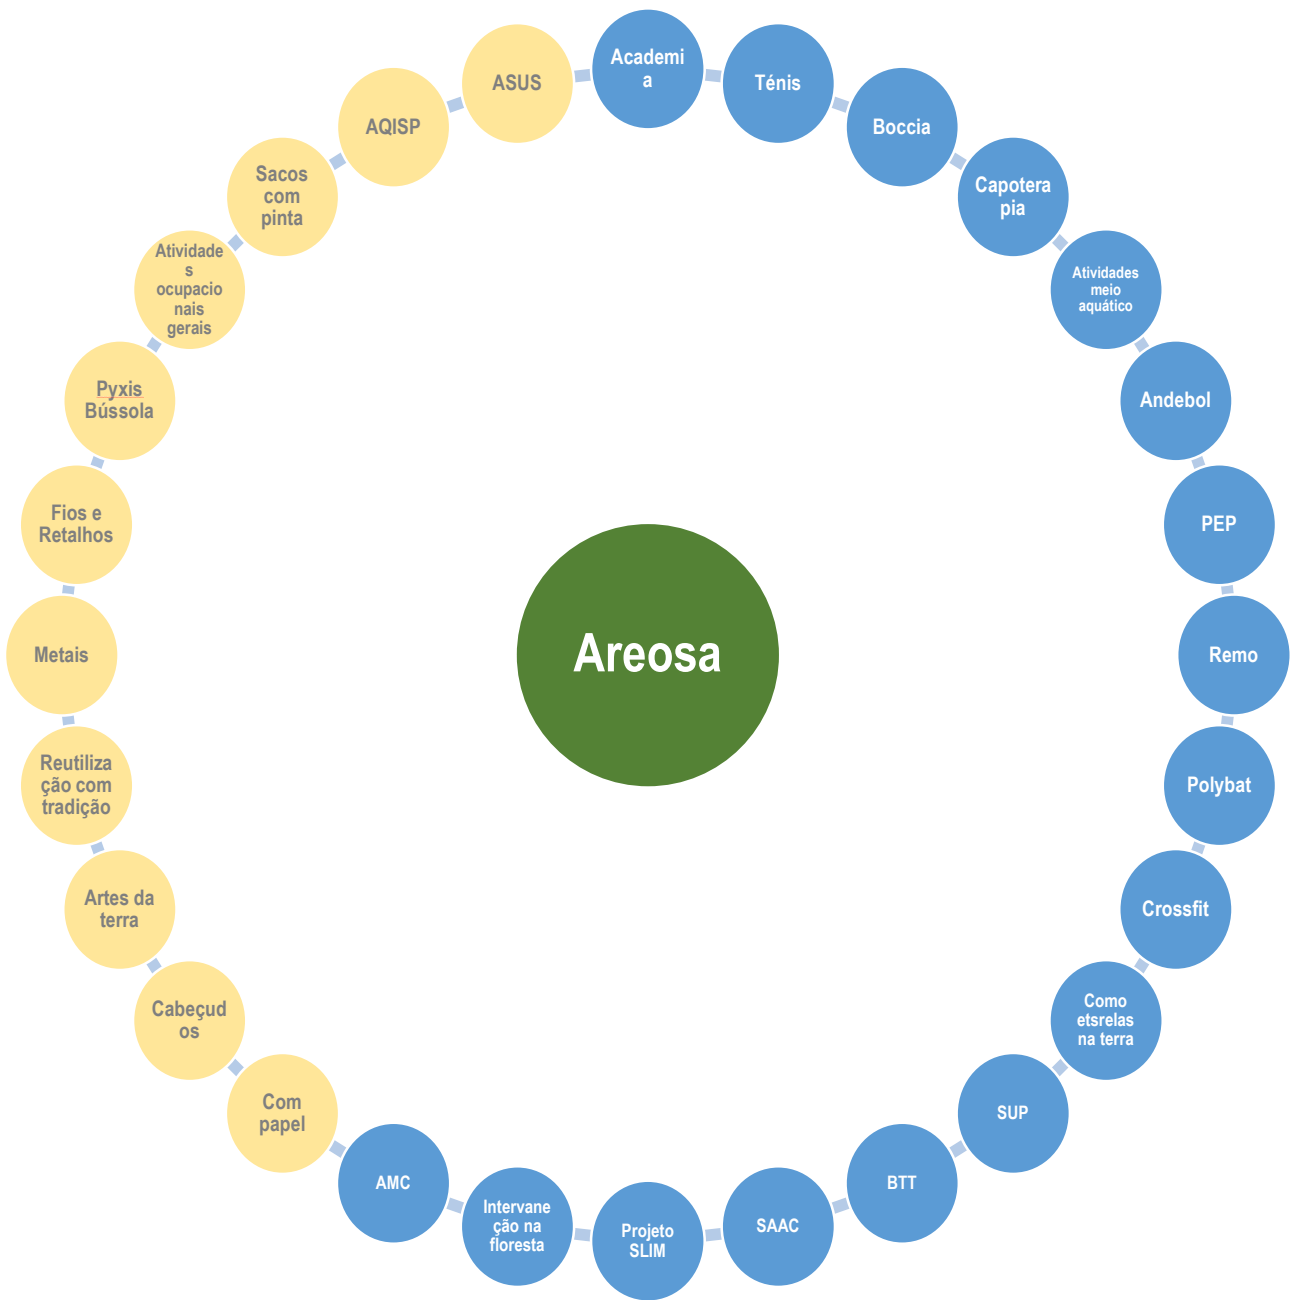 Academi
a
Ténis
Boccia
Capotera
pia
Atividades
meio
aquático
Andebol
PEP
Remo
Polybat
Crossfit
Como
etsrelas
na terra
SUP
BTT
SAAC
Projeto
SLIM
Intervane
ção na
floresta
AMC
Com
papel
Cabeçud
os
Artes da
terra
Reutiliza
ção com
tradição
Metais
Fios e
Retalhos
Pyxis
Bússola
Atividade
s
ocupacio
nais
gerais
Sacos
com
pinta
AQISP
ASUS
Areosa